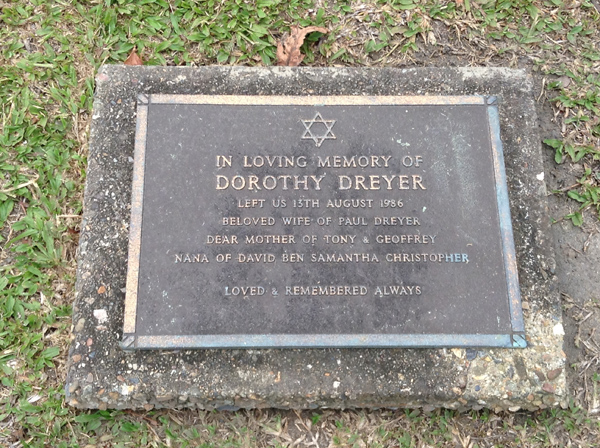 IN LOVING MEMORY OF
DOROTHY DREYER
LEFT US 15TH AUGUST 1986
BELOVED WIFE OF PAUL DREYER
DEAR MOTHER OF TONY & GEOFFREY
NANA OF DAVID BEN SAMANTHA CHRISTOPHER
LOVED & REMEMBERED ALWAYS